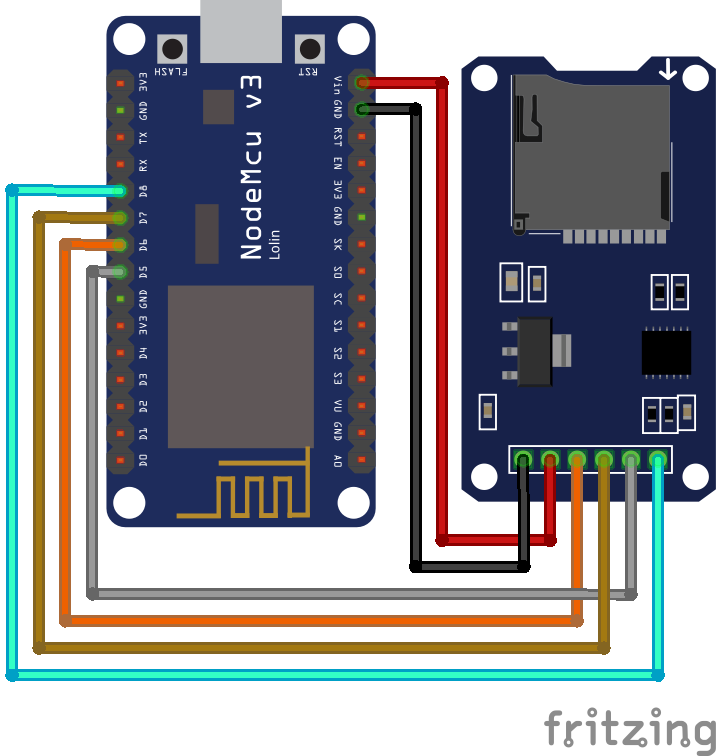 FLASH
RST
3V3
GND
TX
RX
D8
D7
D6
D5
GND
3V3
D4
D3
D2
D1
D0
NodeMcu v3
Lolin
Vin
GND
RST
EN
3V3
GND
SK
SO
SC
S1
S2
S3
VU
GND
A0
fritzing